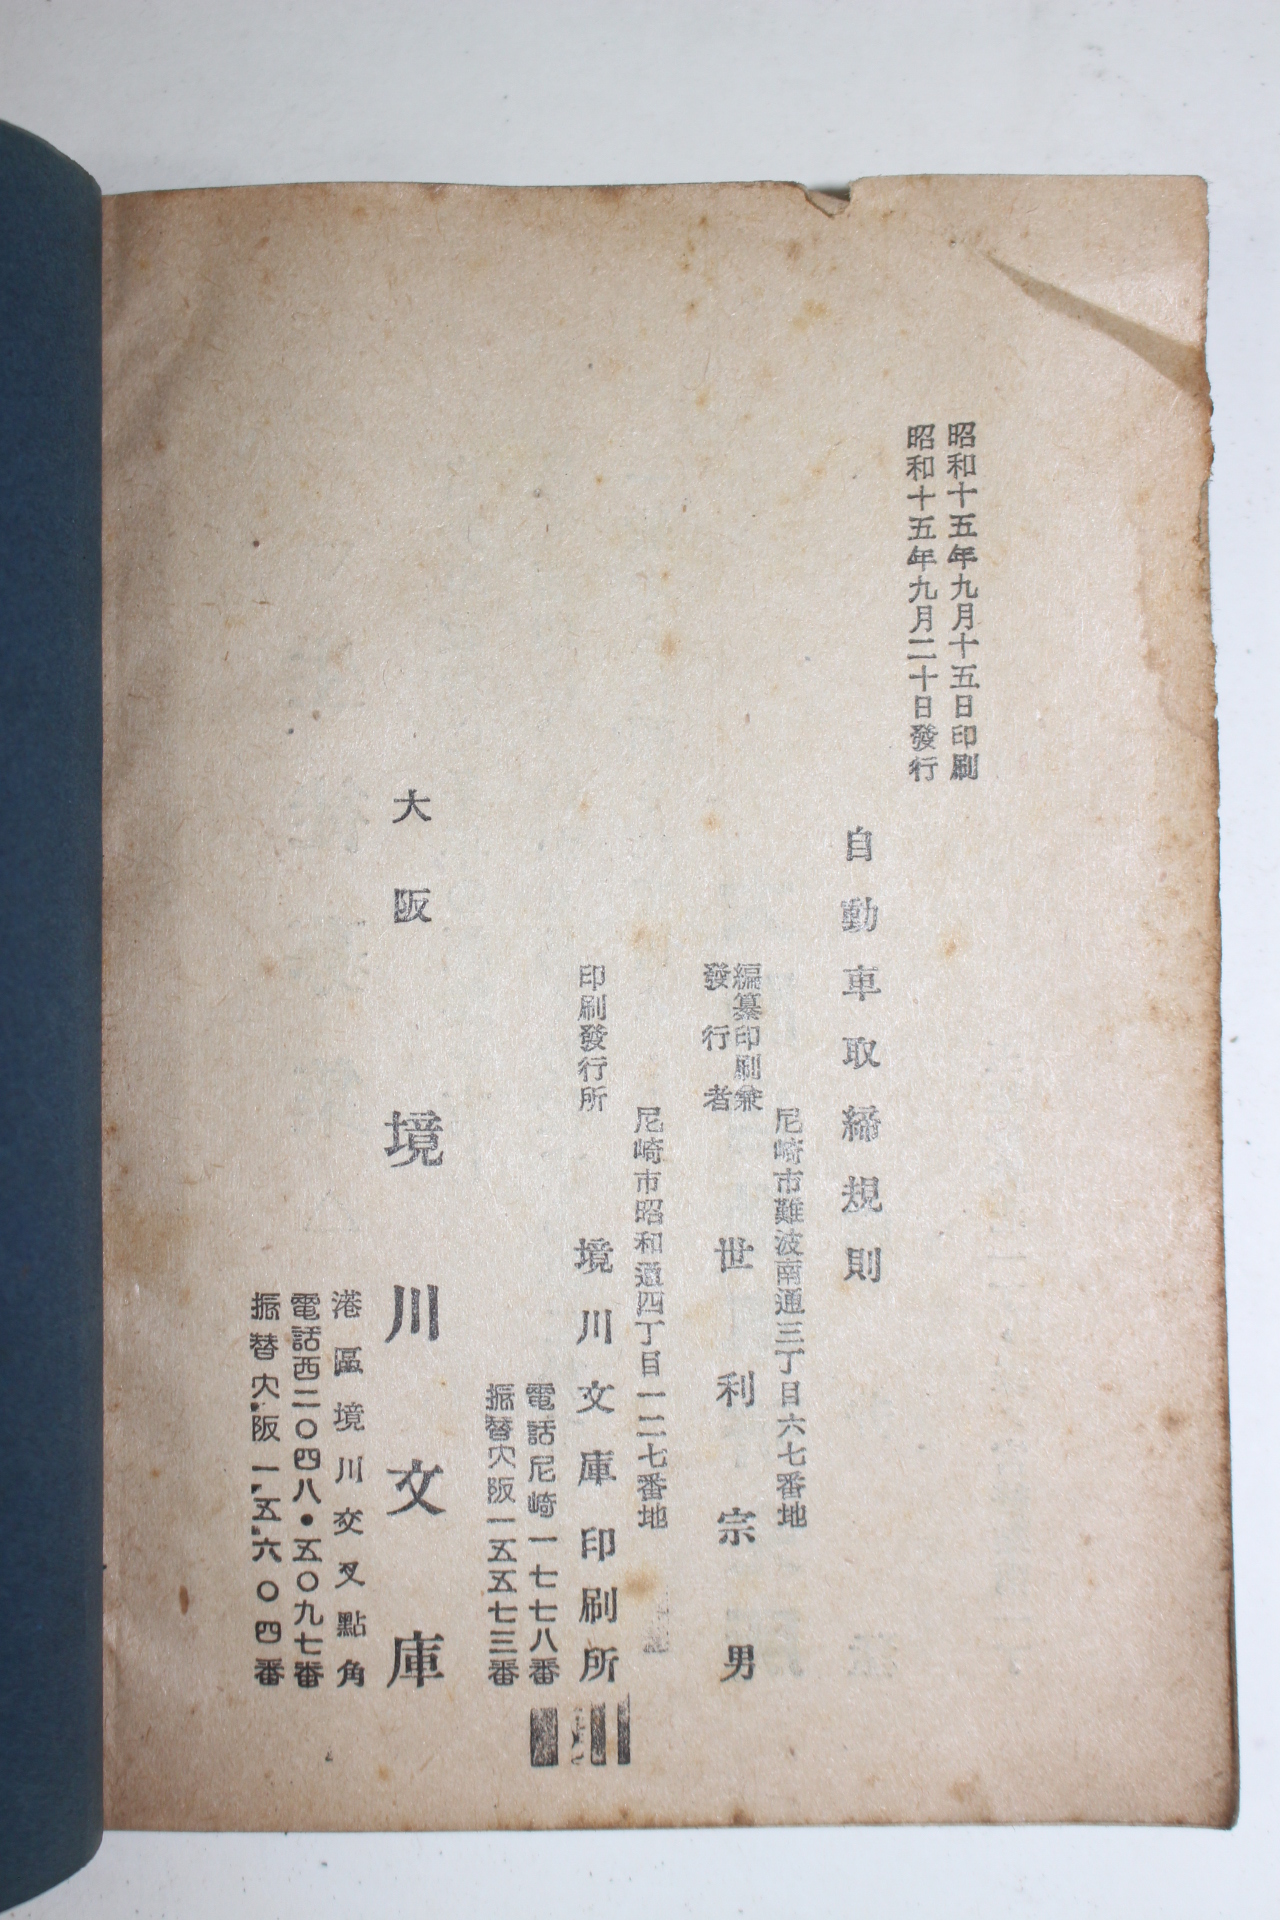 昭和十五年九月十五日印刷
昭和十五年九月二十日發行
自動車取締規則
尼崎市難波南通三丁目六七番地
編纂印刷兼
發行者
世利宗男
尼崎市昭和通四丁目一二七番地
印刷發行所
境川文庫印刷所
電話尼崎一七七八番
振替大阪一五五七三番
大阪
境川文庫
港區境川交叉點角
電話西二〇四八・五〇九七番
振替大阪一五六〇四番